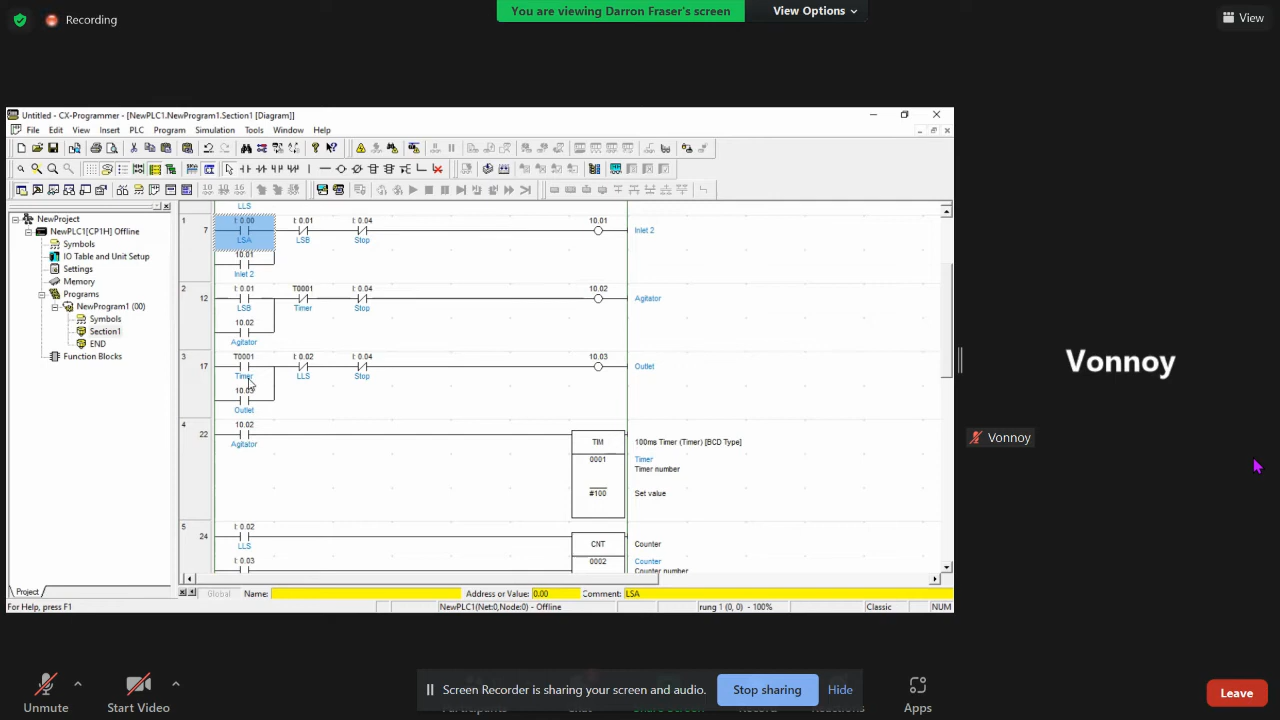 You are viewing Darron Fraser's screen
View Options
Recording
View
Untitled - CX-Programmer - [NewPLC1.NewProgram1.Section1 [Diagram]]
File Edit View Insert PLC Program Simulation Tools Window Help
NewProject
NewPLC1[CP1H] Offline
Symbols
IO Table and Unit Setup
Settings
Memory
Programs
NewProgram1 (00)
Symbols
Section1
END
Function Blocks
Project
LLS
1
7
I: 0.00
I: 0.01
I: 0.04
10.01
LSA
LSB
Stop
Inlet 2
10.01
Inlet 2
2
12
I: 0.01
T0001
I: 0.04
10.02
LSB
Timer
Stop
Agitator
10.02
Agitator
3
17
T0001
I: 0.02
I: 0.04
10.03
Timer
LLS
Stop
Outlet
10.03
Outlet
4
22
10.02
Agitator
TIM
100ms Timer (Timer) [BCD Type]
0001
Timer
Timer number
#100
Set value
5
24
I: 0.02
LLS
CNT
Counter
I: 0.03
0002
Counter
Counter number
Global
Name:
Address or Value: 0.00
Comment: LSA
For Help, press F1
NewPLC1(Net:0,Node:0) - Offline
rung 1 (0, 0) - 100%
Classic
NUM
Vonnoy
Vonnoy
Unmute
Start Video
Screen Recorder is sharing your screen and audio.
Stop sharing
Hide
Apps
Leave